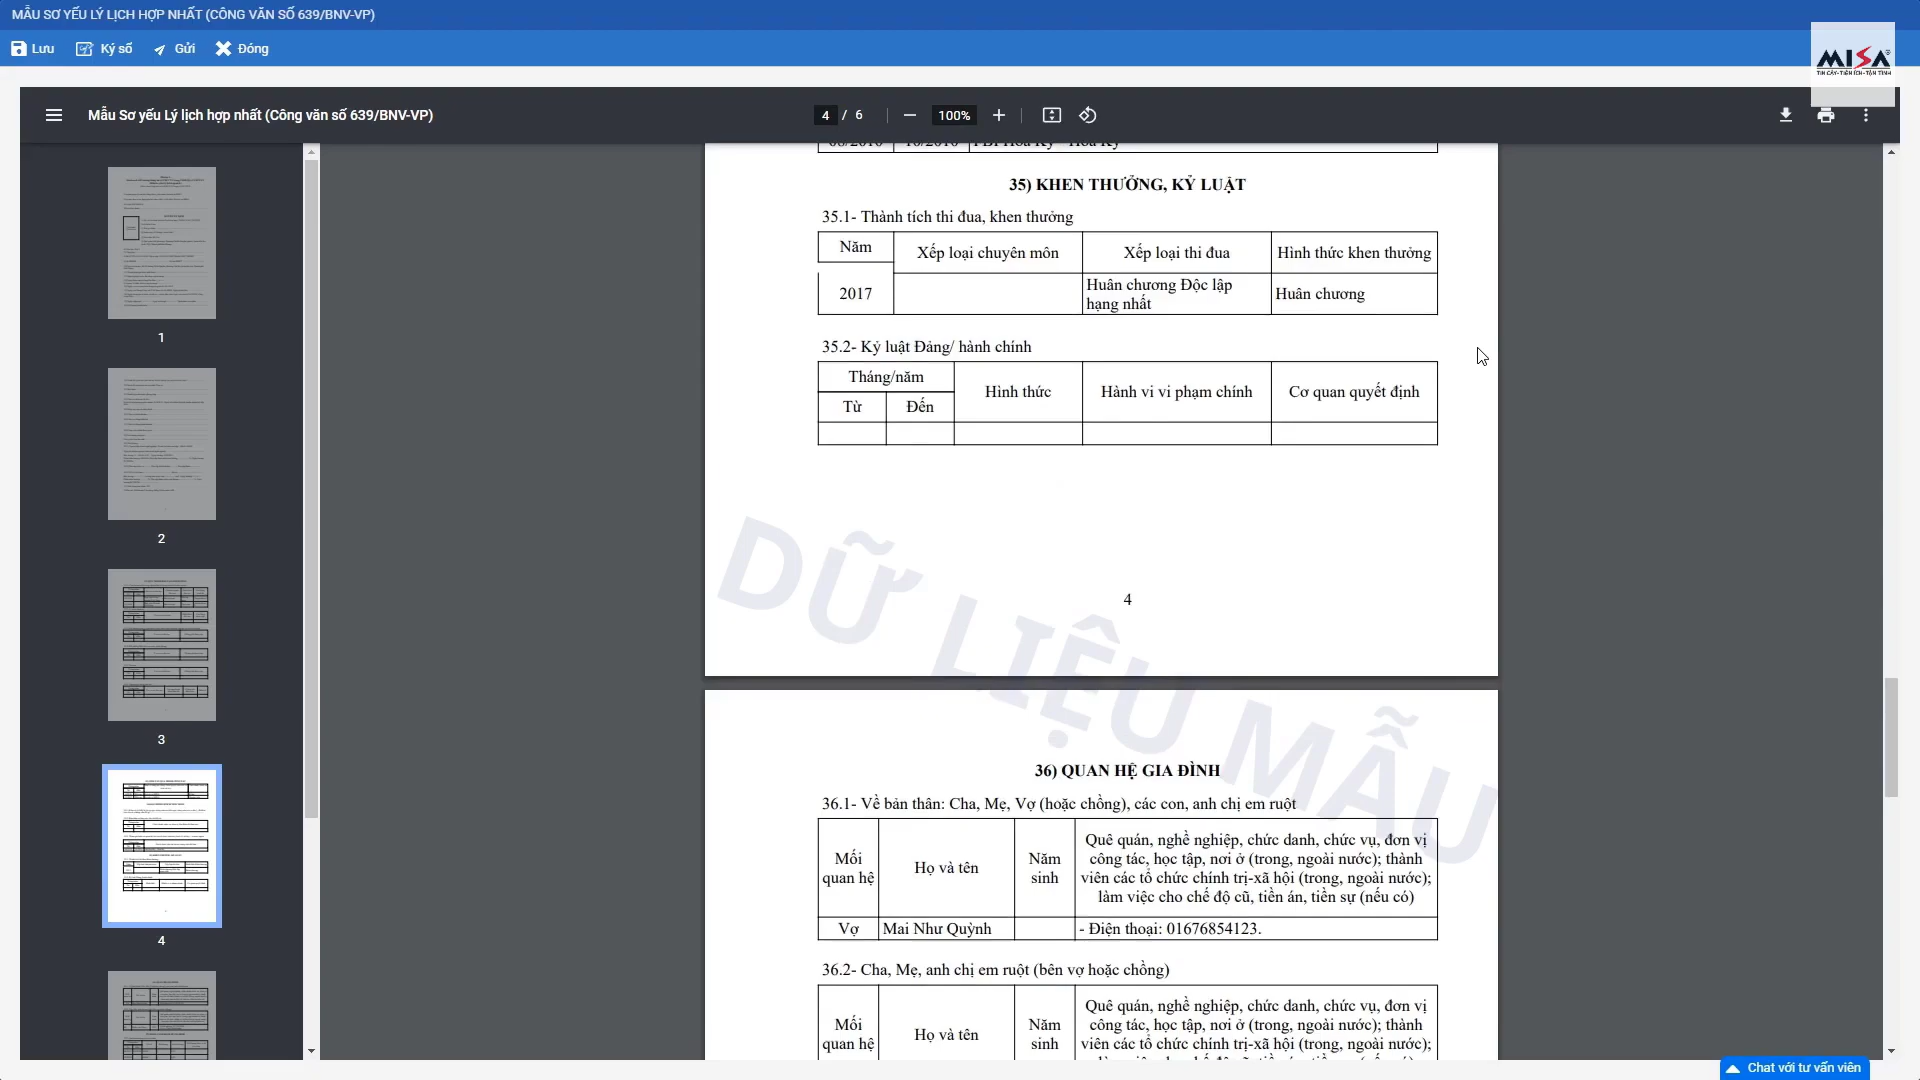 MẪU SƠ YẾU LÝ LỊCH HỢP NHẤT (CÔNG VĂN SỐ 639/BNV-VP)
Lưu Ký số Gửi Đóng
MISA
TIN CẬY-TIỆN ÍCH-TẬN TÌNH
Mẫu Sơ yếu Lý lịch hợp nhất (Công văn số 639/BNV-VP)
4 / 6 100%
1
2
3
4
35) KHEN THƯỞNG, KỶ LUẬT
35.1- Thành tích thi đua, khen thưởng
Năm Xếp loại chuyên môn Xếp loại thi đua Hình thức khen thưởng
2017 Huân chương Độc lập hạng nhất Huân chương
35.2- Kỷ luật Đảng/ hành chính
Tháng/năm Hình thức Hành vi vi phạm chính Cơ quan quyết định
Từ Đến
4
DỮ LIỆU MẪU
36) QUAN HỆ GIA ĐÌNH
36.1- Về bản thân: Cha, Mẹ, Vợ (hoặc chồng), các con, anh chị em ruột
Mối quan hệ Họ và tên Năm sinh Quê quán, nghề nghiệp, chức danh, chức vụ, đơn vị
công tác, học tập, nơi ở (trong, ngoài nước); thành
viên các tổ chức chính trị-xã hội (trong, ngoài nước);
làm việc cho chế độ cũ, tiền án, tiền sự (nếu có)
Vợ Mai Như Quỳnh - Điện thoại: 01676854123.
36.2- Cha, Mẹ, anh chị em ruột (bên vợ hoặc chồng)
Mối quan hệ Họ và tên Năm sinh Quê quán, nghề nghiệp, chức danh, chức vụ, đơn vị
công tác, học tập, nơi ở (trong, ngoài nước); thành
viên các tổ chức chính trị-xã hội (trong, ngoài nước);
Chat với tư vấn viên